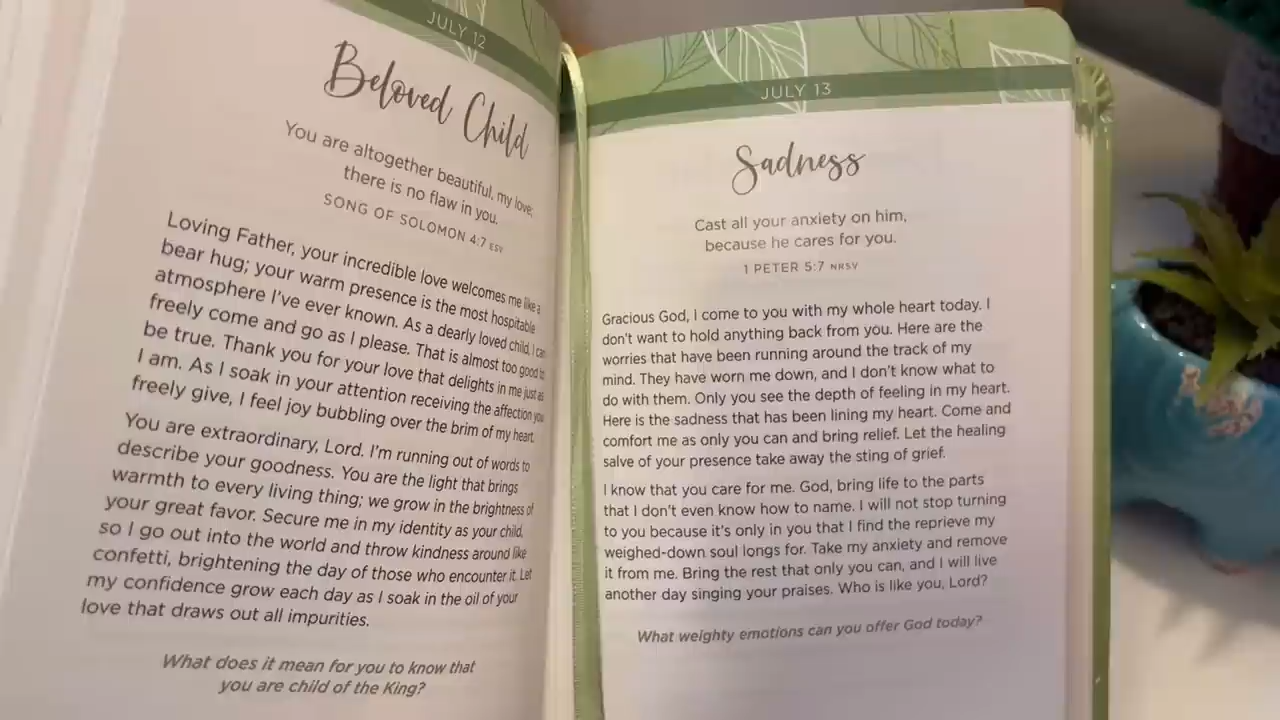 JULY 12
Beloved Child
You are altogether beautiful, my love;
there is no flaw in you.
SONG OF SOLOMON 4:7 ESV
Loving Father, your incredible love welcomes me like a
bear hug; your warm presence is the most hospitable
atmosphere I've ever known. As a dearly loved child, I can
freely come and go as I please. That is almost too good to
be true. Thank you for your love that delights in me just as
I am. As I soak in your attention receiving the affection you
freely give, I feel joy bubbling over the brim of my heart.
You are extraordinary, Lord. I'm running out of words to
describe your goodness. You are the light that brings
warmth to every living thing; we grow in the brightness of
your great favor. Secure me in my identity as your child,
so I go out into the world and throw kindness around like
confetti, brightening the day of those who encounter it. Let
my confidence grow each day as I soak in the oil of your
love that draws out all impurities.
What does it mean for you to know that
you are child of the King?
JULY 13
Sadness
Cast all your anxiety on him,
because he cares for you.
1 PETER 5:7 NRSV
Gracious God, I come to you with my whole heart today. I
don't want to hold anything back from you. Here are the
worries that have been running around the track of my
mind. They have worn me down, and I don't know what to
do with them. Only you see the depth of feeling in my heart.
Here is the sadness that has been lining my heart. Come and
comfort me as only you can and bring relief. Let the healing
salve of your presence take away the sting of grief.
I know that you care for me. God, bring life to the parts
that I don't even know how to name. I will not stop turning
to you because it's only in you that I find the reprieve my
weighed-down soul longs for. Take my anxiety and remove
it from me. Bring the rest that only you can, and I will live
another day singing your praises. Who is like you, Lord?
What weighty emotions can you offer God today?